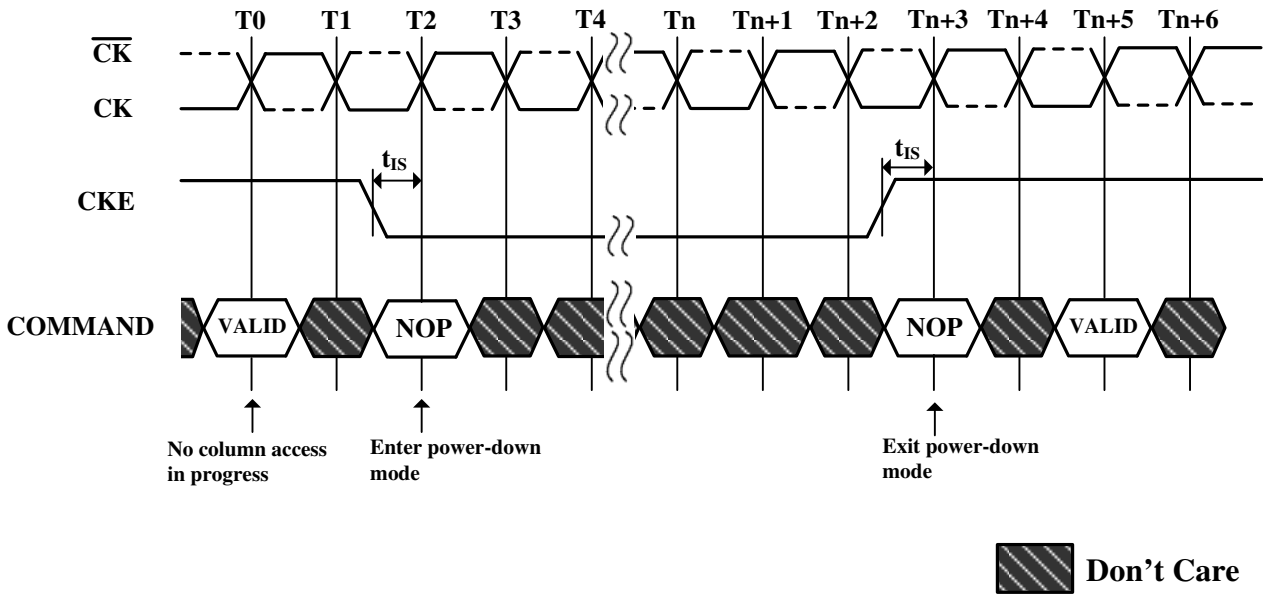 T0 T1 T2 T3 T4 Tn Tn+1 Tn+2 Tn+3 Tn+4 Tn+5 Tn+6
C̅K̅
CK
tIS tIS
CKE
COMMAND VALID NOP NOP VALID
No column access
in progress
Enter power-down
mode
Exit power-down
mode
Don't Care